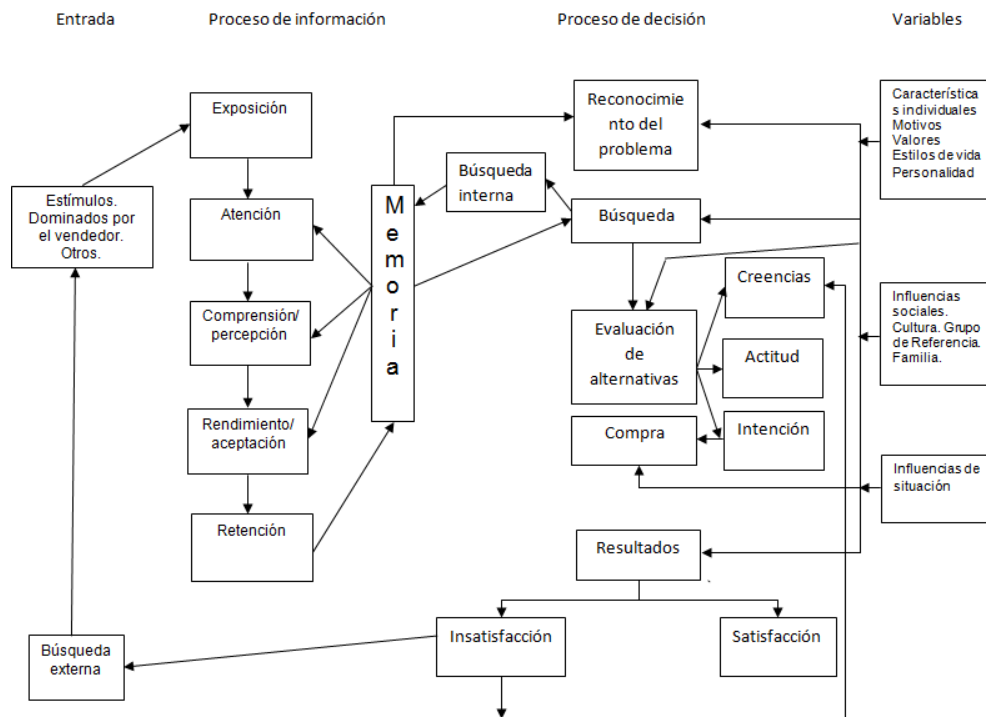 Entrada
Proceso de información
Proceso de decisión
Variables
Exposición
Atención
Comprensión/
percepción
Rendimiento/
aceptación
Retención
Estímulos.
Dominados por
el vendedor.
Otros.
Búsqueda
externa
Memoria
Búsqueda
interna
Reconocimie
nto del
problema
Búsqueda
Evaluación
de
alternativas
Creencias
Actitud
Intención
Compra
Resultados
Insatisfacción
Satisfacción
Característica
s individuales
Motivos
Valores
Estilos de vida
Personalidad
Influencias
sociales.
Cultura. Grupo
de Referencia.
Familia.
Influencias de
situación